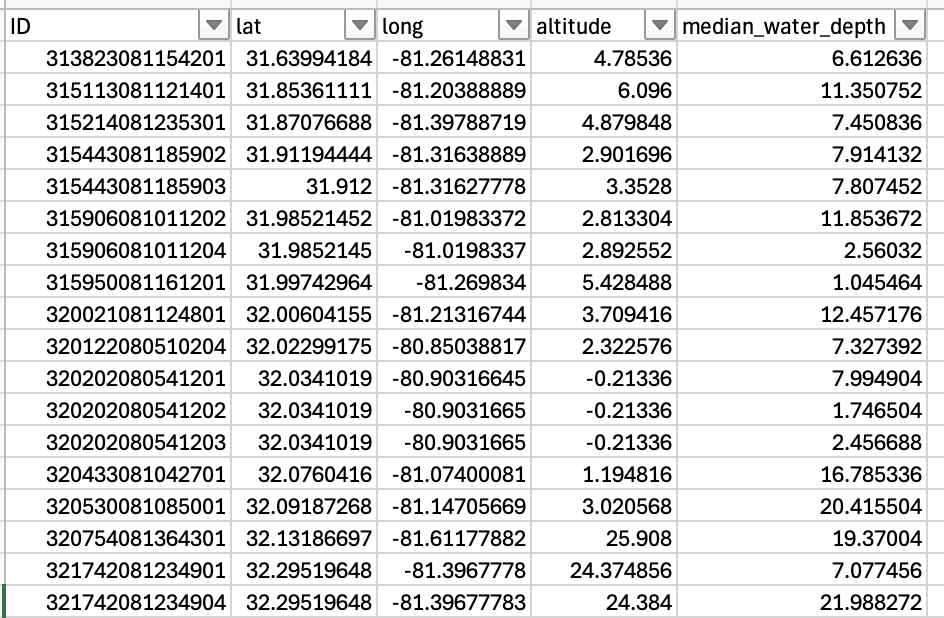 ID lat long altitude median_water_depth
313823081154201 31.63994184 -81.26148831 4.78536 6.612636
315113081121401 31.85361111 -81.20388889 6.096 11.350752
315214081235301 31.87076688 -81.39788719 4.879848 7.450836
315443081185902 31.91194444 -81.31638889 2.901696 7.914132
315443081185903 31.912 -81.31627778 3.3528 7.807452
315906081011202 31.98521452 -81.01983372 2.813304 11.853672
315906081011204 31.9852145 -81.0198337 2.892552 2.56032
315950081161201 31.99742964 -81.269834 5.428488 1.045464
320021081124801 32.00604155 -81.21316744 3.709416 12.457176
320122080510204 32.02299175 -80.85038817 2.322576 7.327392
320202080541201 32.0341019 -80.90316645 -0.21336 7.994904
320202080541202 32.0341019 -80.9031665 -0.21336 1.746504
320202080541203 32.0341019 -80.9031665 -0.21336 2.456688
320433081042701 32.0760416 -81.07400081 1.194816 16.785336
320530081085001 32.09187268 -81.14705669 3.020568 20.415504
320754081364301 32.13186697 -81.61177882 25.908 19.37004
321742081234901 32.29519648 -81.3967778 24.374856 7.077456
321742081234904 32.29519648 -81.39677783 24.384 21.988272